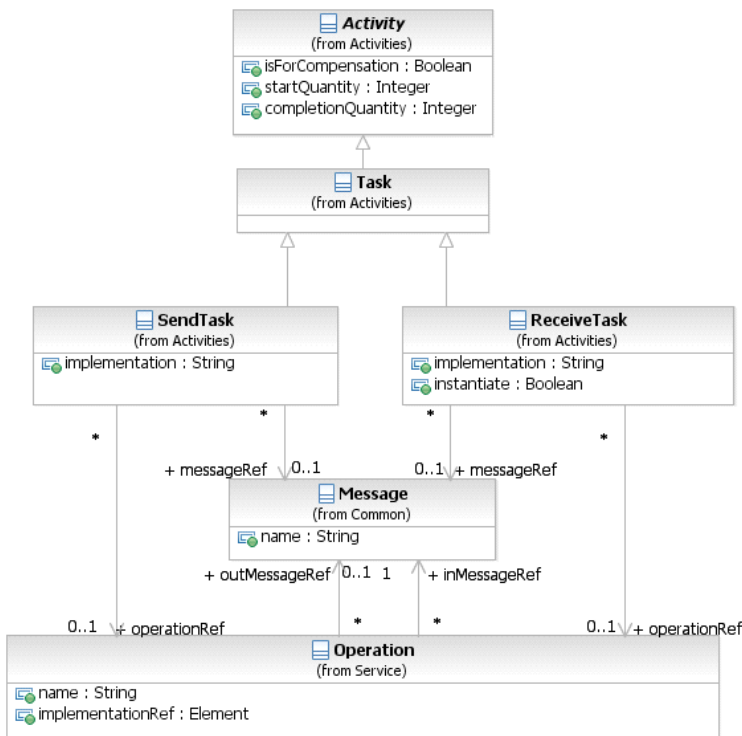 Activity
(from Activities)
isForCompensation : Boolean
startQuantity : Integer
completionQuantity : Integer
Task
(from Activities)
SendTask
(from Activities)
implementation : String
ReceiveTask
(from Activities)
implementation : String
instantiate : Boolean
* * * *
+ messageRef 0..1 0..1 + messageRef
Message
(from Common)
name : String
+ outMessageRef 0..1 1 + inMessageRef
* *
0..1 + operationRef 0..1 + operationRef
Operation
(from Service)
name : String
implementationRef : Element